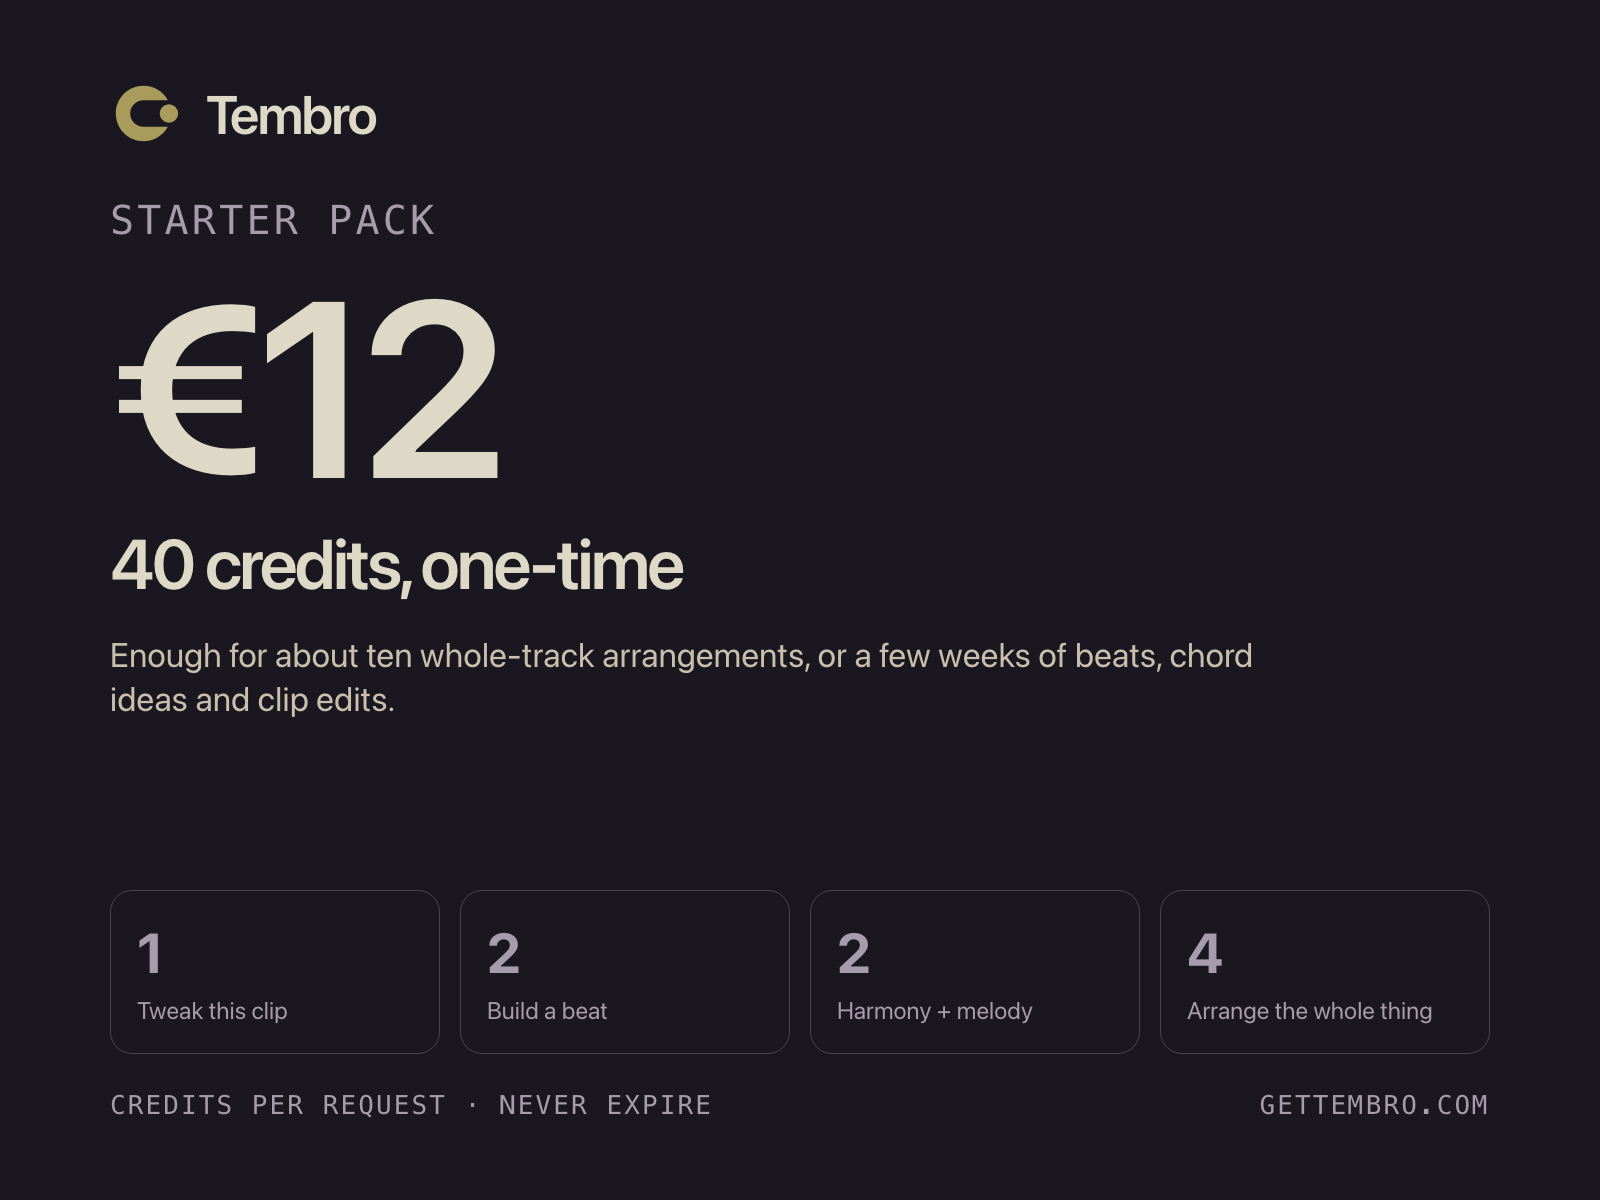 Tembro
STARTER PACK
€12
40 credits, one-time
Enough for about ten whole-track arrangements, or a few weeks of beats, chord
ideas and clip edits.
1
Tweak this clip
2
Build a beat
2
Harmony + melody
4
Arrange the whole thing
CREDITS PER REQUEST · NEVER EXPIRE
GETTEMBRO.COM